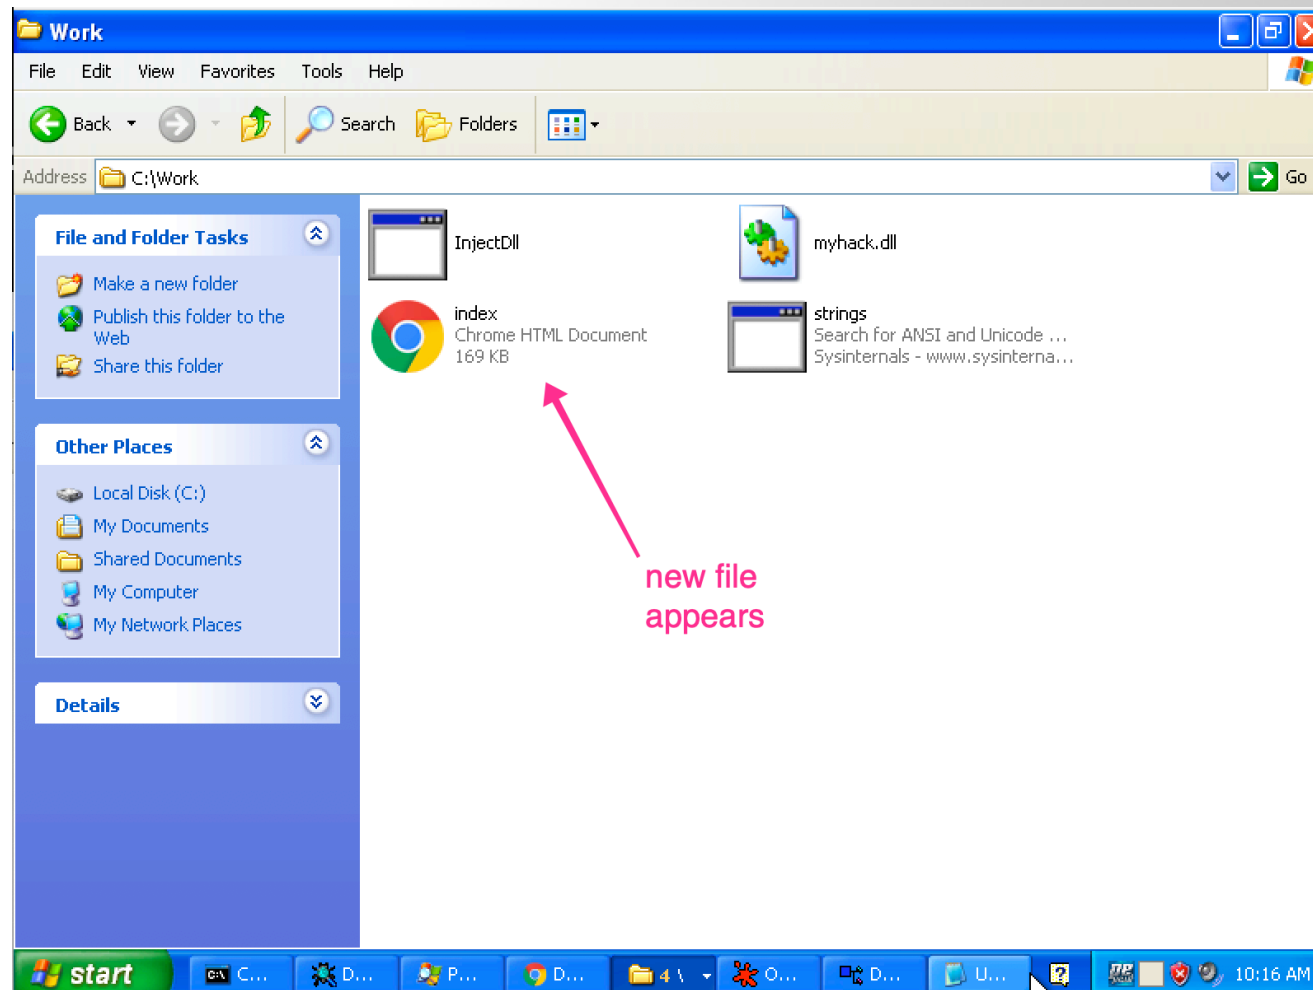 Work
File Edit View Favorites Tools Help
Back Search Folders
Address C:\Work Go
File and Folder Tasks
Make a new folder
Publish this folder to the
Web
Share this folder
Other Places
Local Disk (C:)
My Documents
Shared Documents
My Computer
My Network Places
Details
InjectDll
myhack.dll
index
Chrome HTML Document
169 KB
strings
Search for ANSI and Unicode ...
Sysinternals - www.sysinterna...
new file
appears
start C... D... P... D... 4 \ O... D... U... 10:16 AM